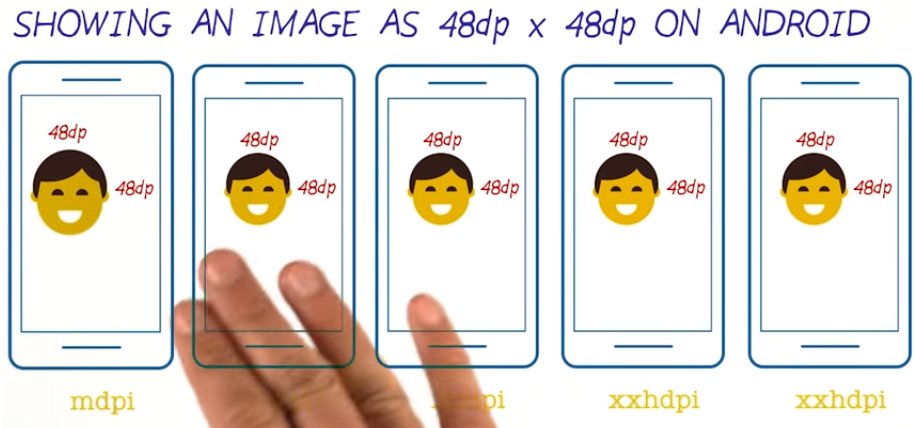 SHOWING AN IMAGE AS 48dp x 48dp ON ANDROID
48dp 48dp 48dp 48dp 48dp
48dp 48dp 48dp 48dp 48dp
mdpi xxhdpi xxhdpi